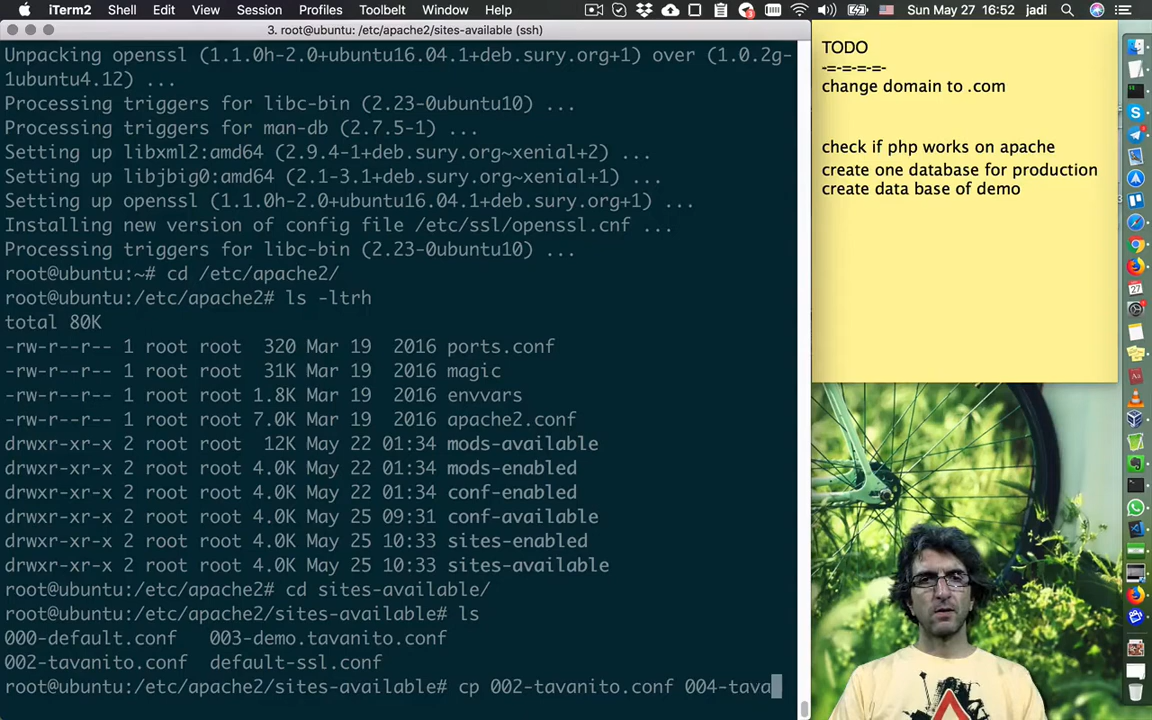 iTerm2 Shell Edit View Session Profiles Toolbelt Window Help Sun May 27 16:52 jadi
3. root@ubuntu: /etc/apache2/sites-available (ssh)
Unpacking openssl (1.1.0h-2.0+ubuntu16.04.1+deb.sury.org+1) over (1.0.2g-
1ubuntu4.12) ...
Processing triggers for libc-bin (2.23-0ubuntu10) ...
Processing triggers for man-db (2.7.5-1) ...
Setting up libxml2:amd64 (2.9.4-1+deb.sury.org~xenial+2) ...
Setting up libjbig0:amd64 (2.1-3.1+deb.sury.org~xenial+1) ...
Setting up openssl (1.1.0h-2.0+ubuntu16.04.1+deb.sury.org+1) ...
Installing new version of config file /etc/ssl/openssl.cnf ...
Processing triggers for libc-bin (2.23-0ubuntu10) ...
root@ubuntu:~# cd /etc/apache2/
root@ubuntu:/etc/apache2# ls -ltrh
total 80K
-rw-r--r-- 1 root root 320 Mar 19 2016 ports.conf
-rw-r--r-- 1 root root 31K Mar 19 2016 magic
-rw-r--r-- 1 root root 1.8K Mar 19 2016 envvars
-rw-r--r-- 1 root root 7.0K Mar 19 2016 apache2.conf
drwxr-xr-x 2 root root 12K May 22 01:34 mods-available
drwxr-xr-x 2 root root 4.0K May 22 01:34 mods-enabled
drwxr-xr-x 2 root root 4.0K May 22 01:34 conf-enabled
drwxr-xr-x 2 root root 4.0K May 25 09:31 conf-available
drwxr-xr-x 2 root root 4.0K May 25 10:33 sites-enabled
drwxr-xr-x 2 root root 4.0K May 25 10:33 sites-available
root@ubuntu:/etc/apache2# cd sites-available/
root@ubuntu:/etc/apache2/sites-available# ls
000-default.conf 003-demo.tavanito.conf
002-tavanito.conf default-ssl.conf
root@ubuntu:/etc/apache2/sites-available# cp 002-tavanito.conf 004-tava
TODO
-=-=-=-=-
change domain to .com
check if php works on apache
create one database for production
create data base of demo